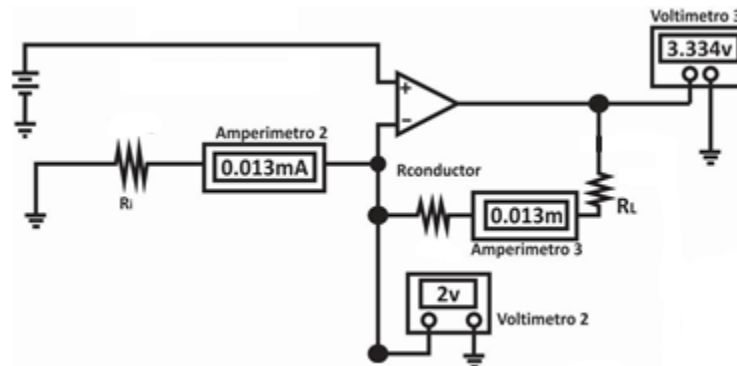 Voltimetro 3
3.334v
+
−
Amperimetro 2
0.013mA
Ri
Rconductor
0.013m
Amperimetro 3
RL
2v
Voltimetro 2